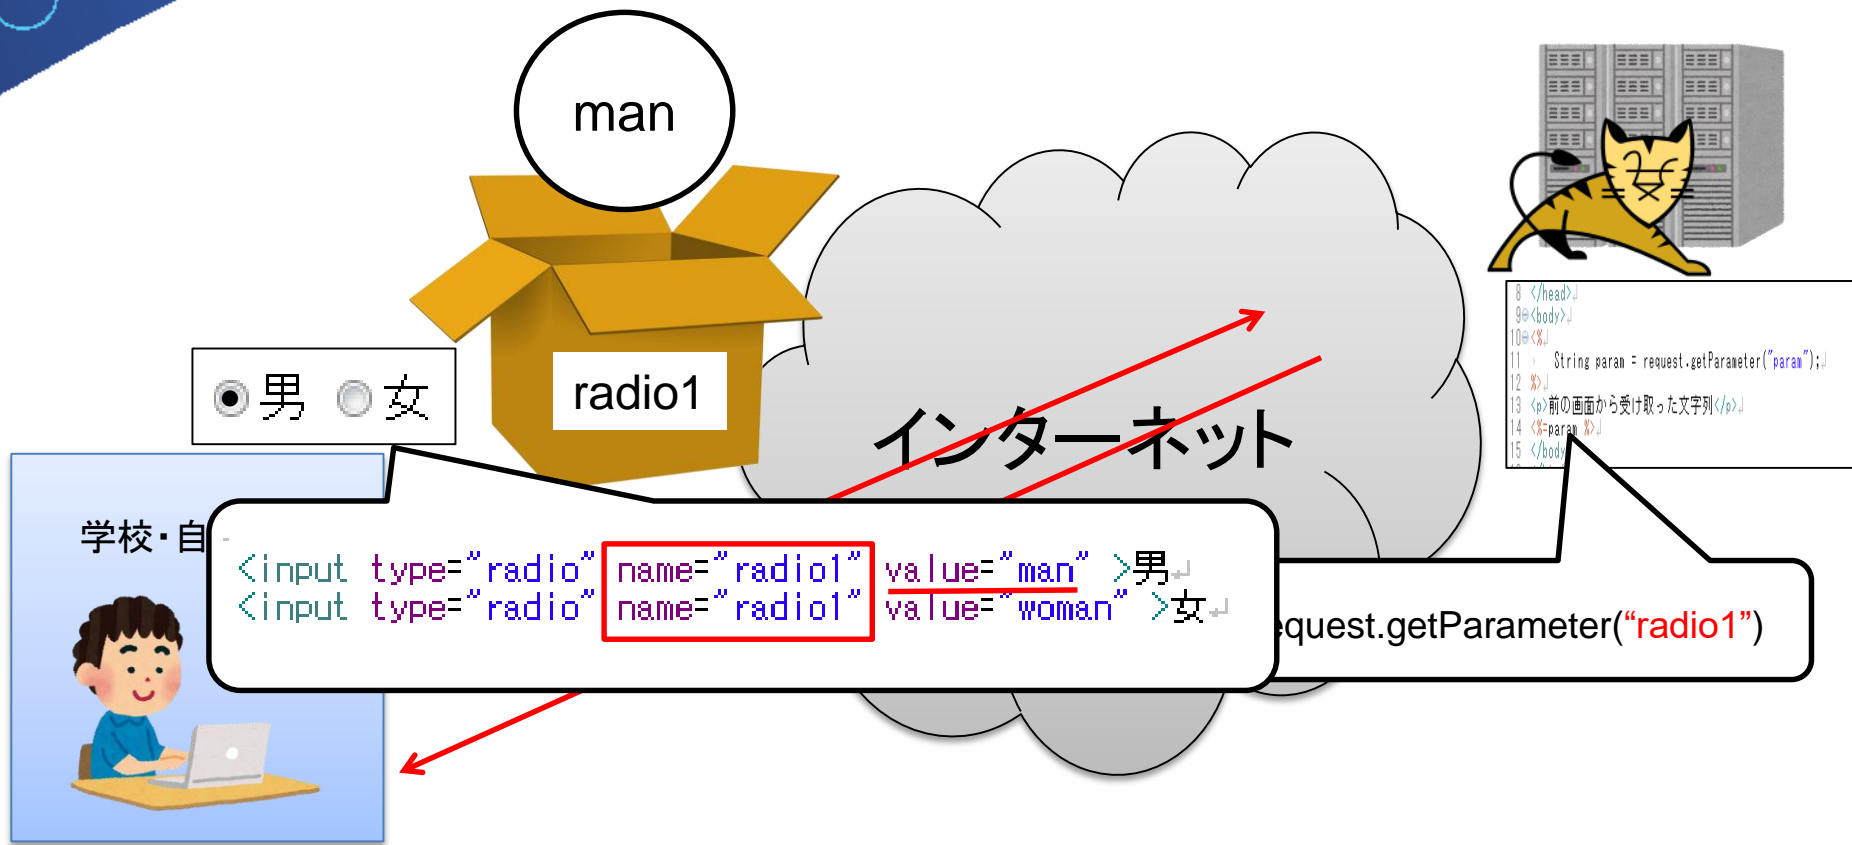 man
radio1
男 女
インターネット
学校・自
<input type="radio" name="radio1" value="man" >男
<input type="radio" name="radio1" value="woman" >女
8 </head>
9 <body>
10 <%
11 String param = request.getParameter("param");
12 %>
13 <p>前の画面から受け取った文字列</p>
14 <%=param %>
15 </body
equest.getParameter(“radio1”)